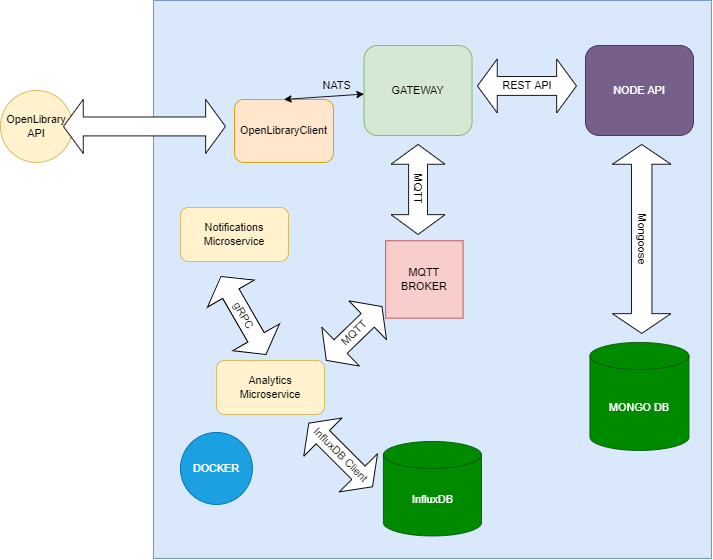 NATS
GATEWAY
REST API
NODE API
OpenLibrary
API
OpenLibraryClient
MQTT
Mongoose
Notifications
Microservice
MQTT
BROKER
gRPC
MQTT
Analytics
Microservice
MONGO DB
InfluxDB Client
DOCKER
InfluxDB